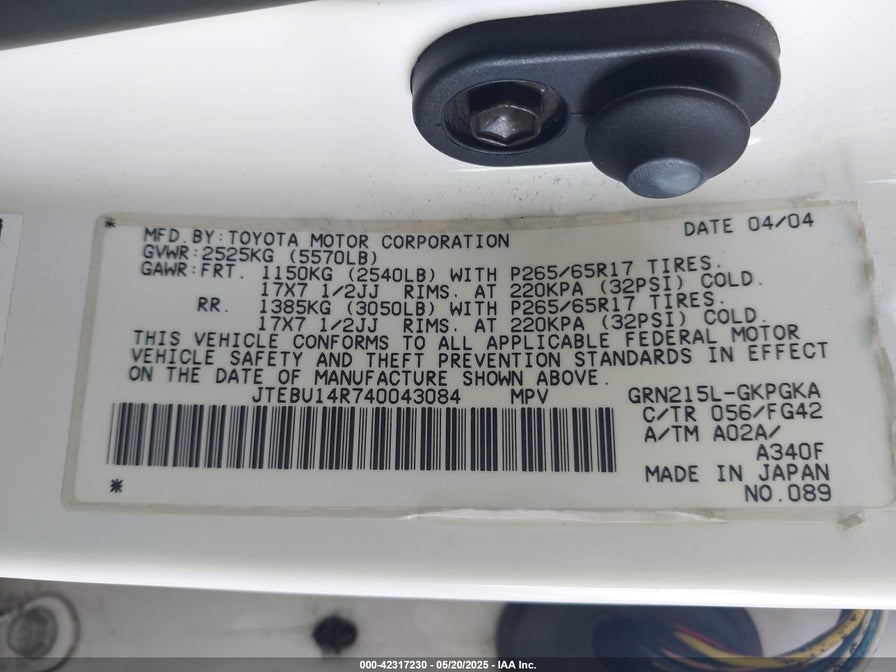 *
MFD. BY: TOYOTA MOTOR CORPORATION DATE 04/04
GVWR: 2525KG (5570LB)
GAWR: FRT. 1150KG (2540LB) WITH P265/65R17 TIRES.
17X7 1/2JJ RIMS. AT 220KPA (32PSI) COLD.
RR. 1385KG (3050LB) WITH P265/65R17 TIRES.
17X7 1/2JJ RIMS. AT 220KPA (32PSI) COLD.
THIS VEHICLE CONFORMS TO ALL APPLICABLE FEDERAL MOTOR
VEHICLE SAFETY AND THEFT PREVENTION STANDARDS IN EFFECT
ON THE DATE OF MANUFACTURE SHOWN ABOVE.
JTEBU14R740043084 MPV GRN215L-GKPGKA
C/TR 056/FG42
A/TM A02A/
A340F
MADE IN JAPAN
* NO.089
000-42317230 - 05/20/2025 - IAA Inc.